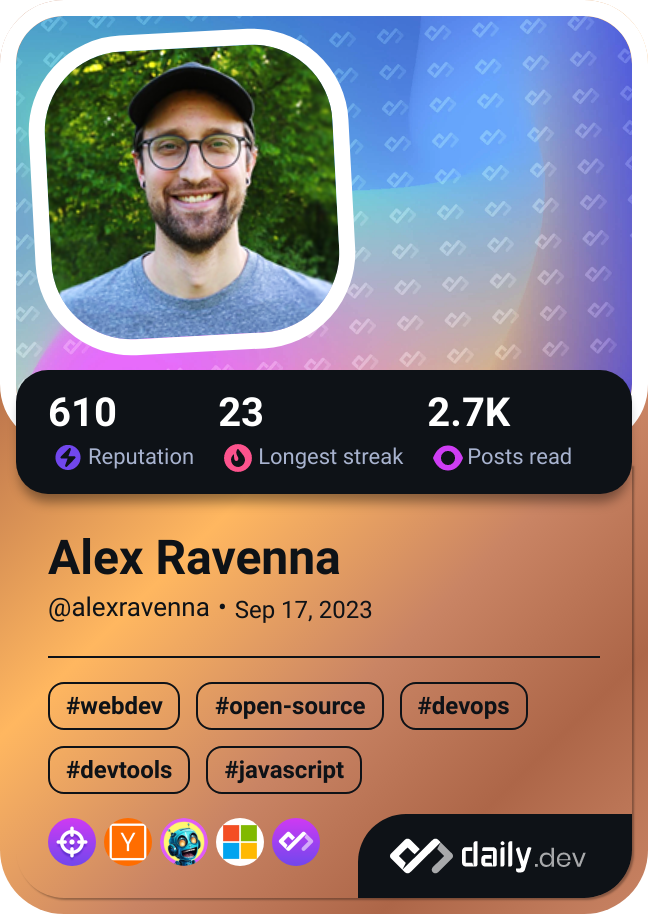 610 23 2.7K
Reputation Longest streak Posts read
Alex Ravenna
@alexravenna • Sep 17, 2023
#webdev #open-source #devops
#devtools #javascript
Y
daily.dev